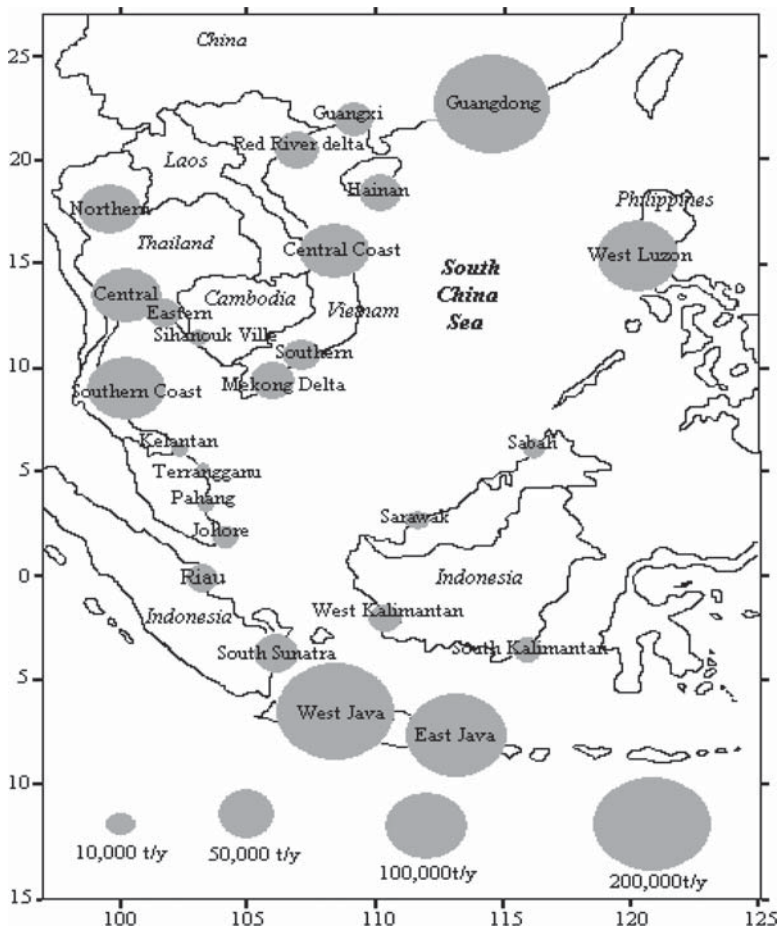 25
20
15
10
5
0
5
10
15
China
Guangdong
Guangxi
Red River delta
Laos
Hainan
Northern
Philippines
Thailand
Central Coast
West Luzon
South
China
Sea
Central
Cambodia
Vietnam
Eastern
Sihanouk Ville
Southern
Southern Coast
Mekong Delta
Kelantan
Sabah
Terrangganu
Pahang
Sarawak
Johore
Riau
Indonesia
Indonesia
West Kalimantan
South Sunatra
South Kalimantan
West Java
East Java
10,000 t/y
50,000 t/y
100,000t/y
200,000t/y
100
105
110
115
120
125